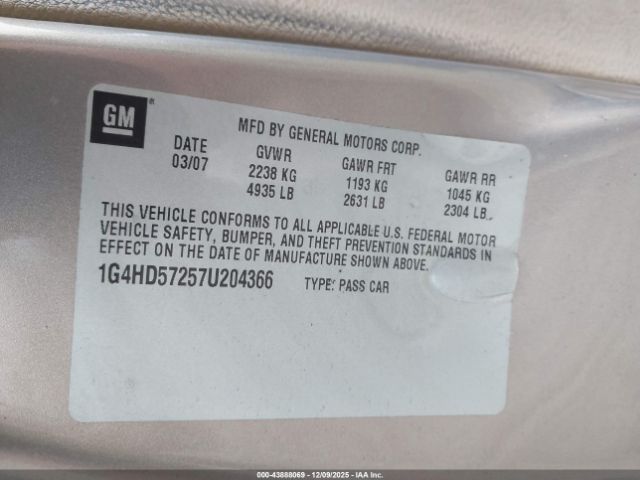 GM®
MFD BY GENERAL MOTORS CORP.
DATE GVWR GAWR FRT GAWR RR
03/07 2238 KG 1193 KG 1045 KG
4935 LB 2631 LB 2304 LB
THIS VEHICLE CONFORMS TO ALL APPLICABLE U.S. FEDERAL MOTOR
VEHICLE SAFETY, BUMPER, AND THEFT PREVENTION STANDARDS IN
EFFECT ON THE DATE OF MANUFACTURE SHOWN ABOVE.
1G4HD57257U204366 TYPE: PASS CAR
000-43888069 • 12/09/2025 • IAA Inc.